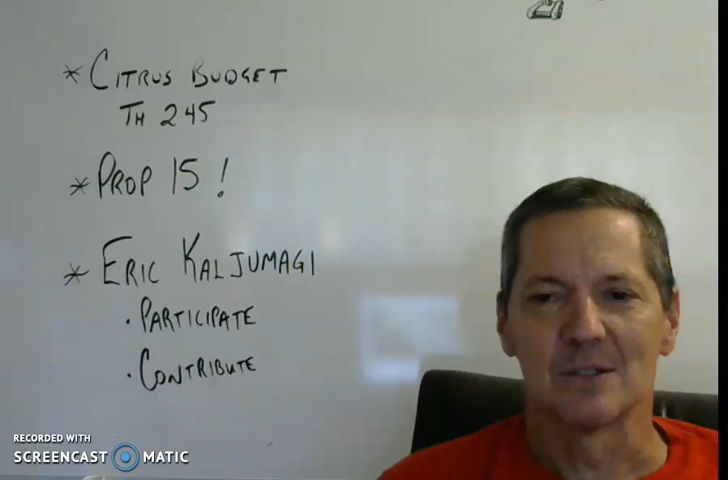 * CITRUS BUDGET
TH 245
* PROP 15!
* ERIC KALJUMAGI
• PARTICIPATE
• CONTRIBUTE
RECORDED WITH
SCREENCAST MATIC